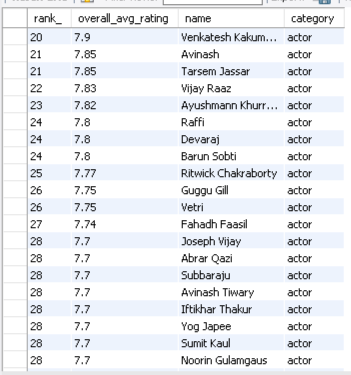 rank_ overall_avg_rating name category
20 7.9 Venkatesh Kakum... actor
21 7.85 Avinash actor
21 7.85 Tarsem Jassar actor
22 7.83 Vijay Raaz actor
23 7.82 Ayushmann Khurr... actor
24 7.8 Raffi actor
24 7.8 Devaraj actor
24 7.8 Barun Sobti actor
25 7.77 Ritwick Chakraborty actor
26 7.75 Guggu Gill actor
26 7.75 Vetri actor
27 7.74 Fahadh Faasil actor
28 7.7 Joseph Vijay actor
28 7.7 Abrar Qazi actor
28 7.7 Subbaraju actor
28 7.7 Avinash Tiwary actor
28 7.7 Iftikhar Thakur actor
28 7.7 Yog Japee actor
28 7.7 Sumit Kaul actor
28 7.7 Noorin Gulamgaus actor